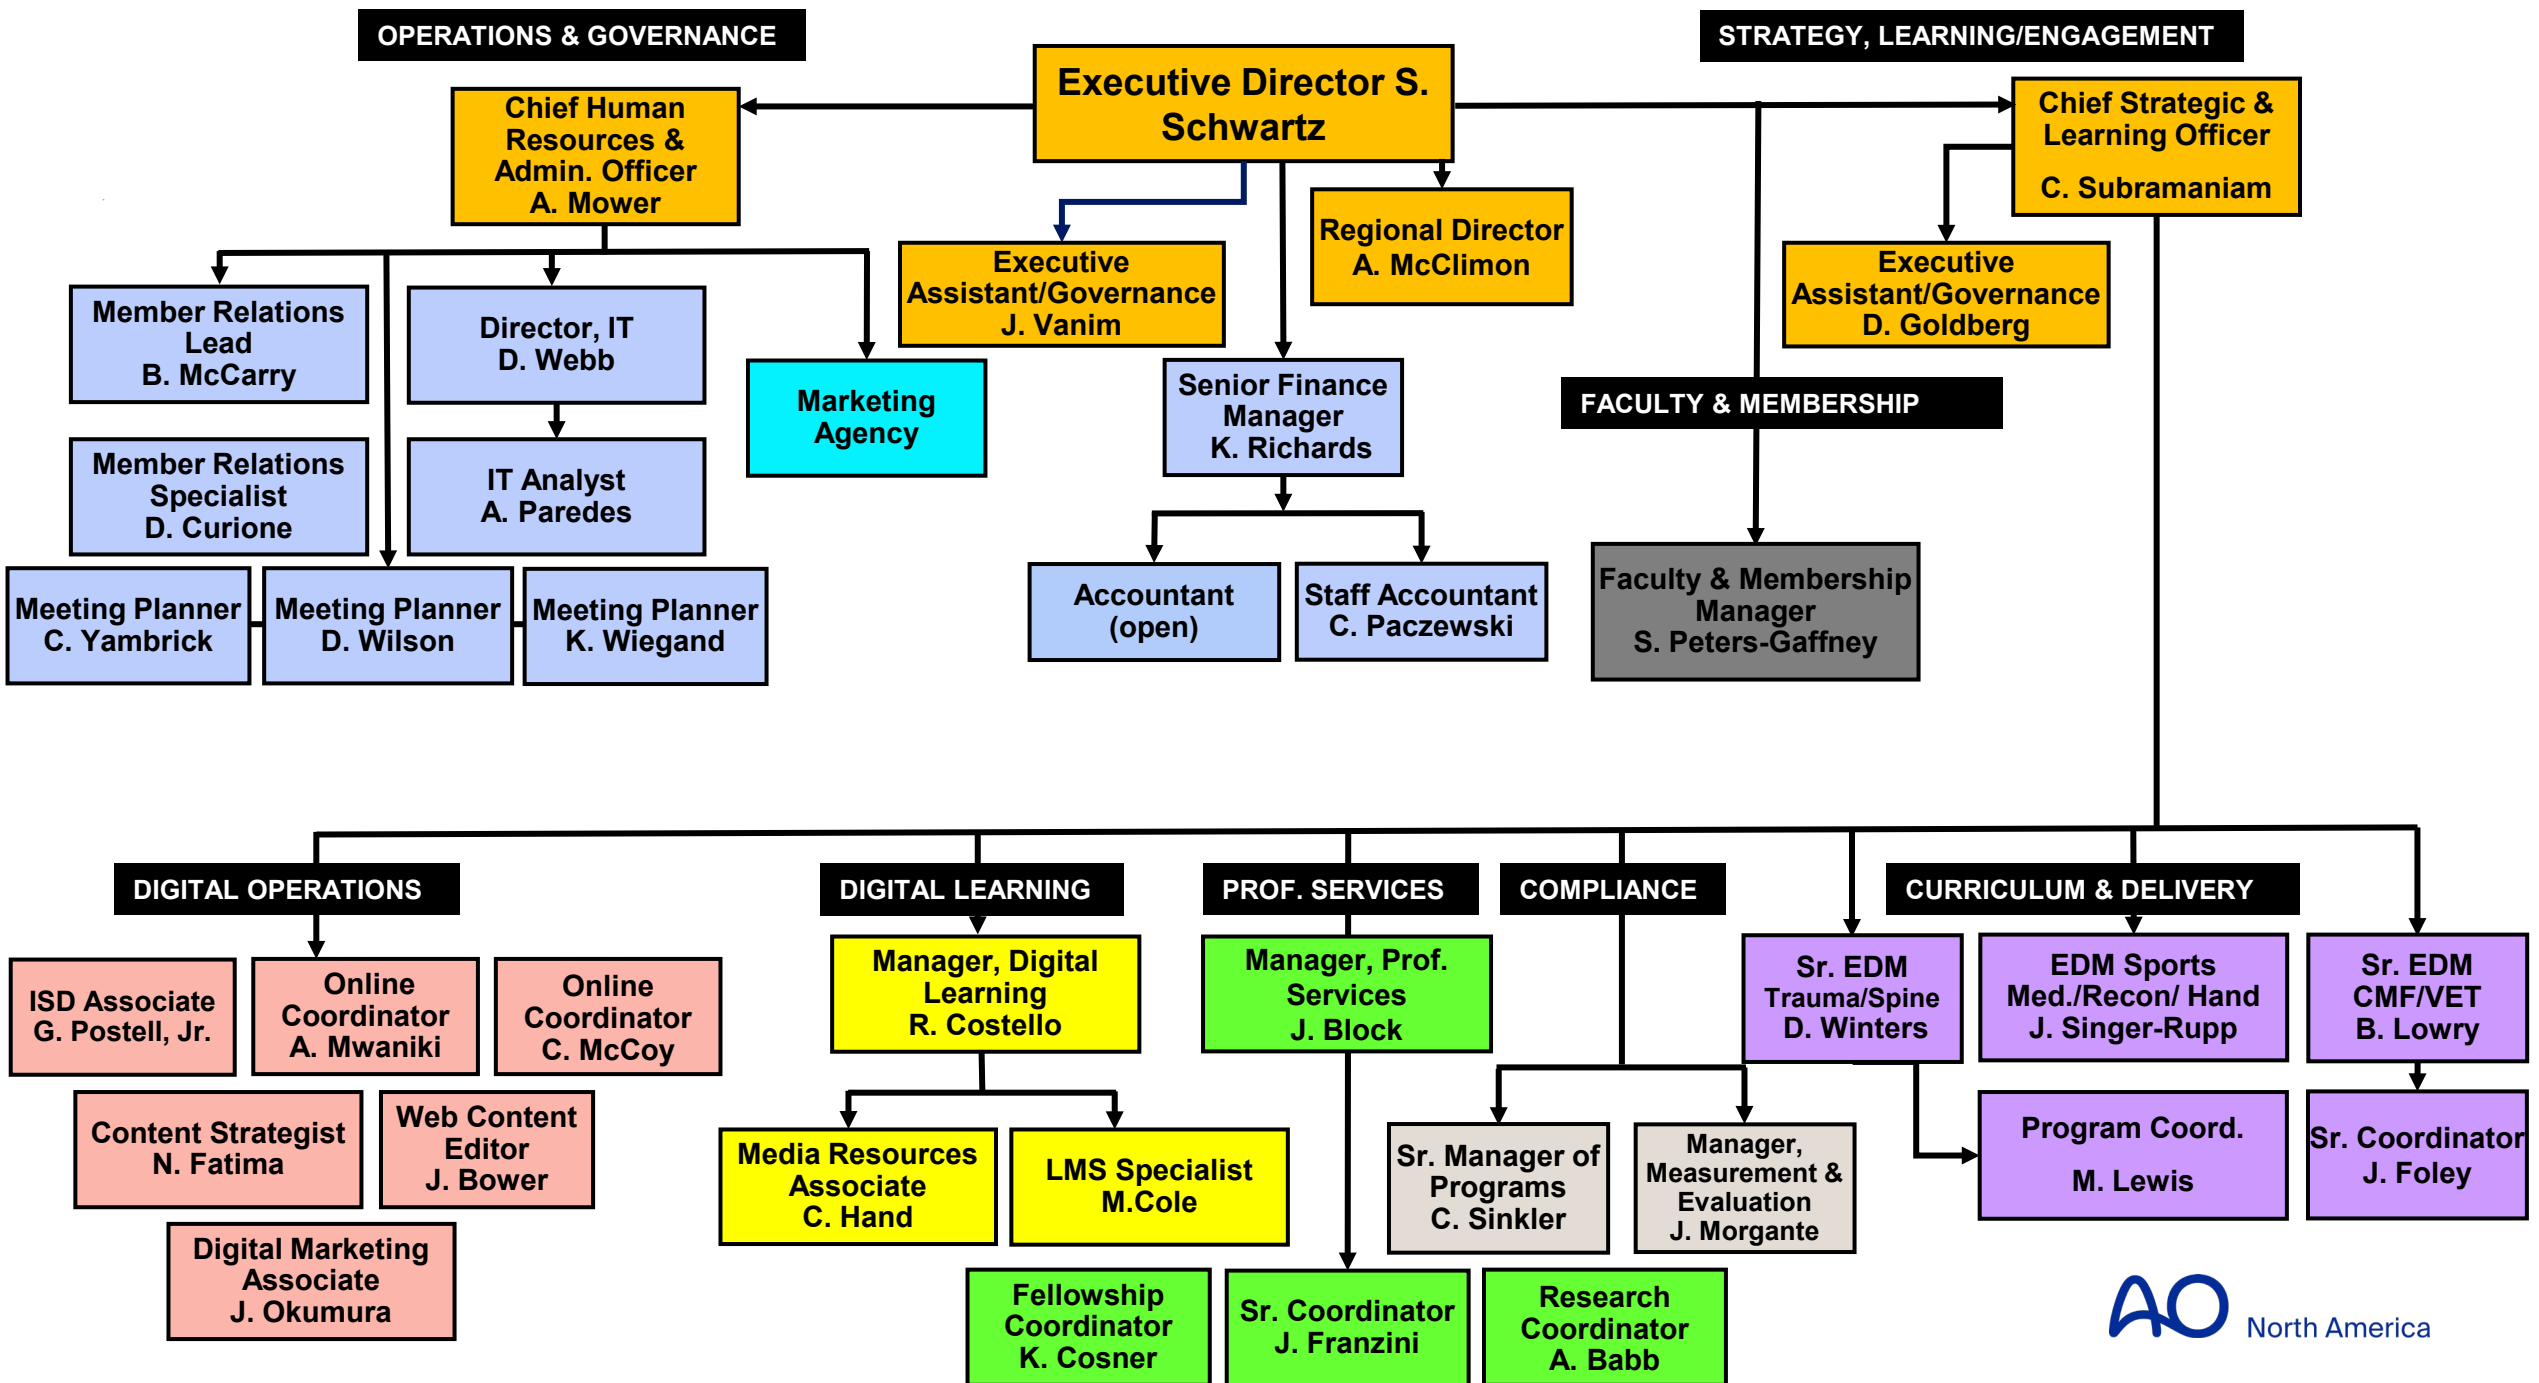 OPERATIONS & GOVERNANCE
STRATEGY, LEARNING/ENGAGEMENT
Executive Director S.
Schwartz
Chief Human
Resources &
Admin. Officer
A. Mower
Chief Strategic &
Learning Officer
C. Subramaniam
Regional Director
A. McClimon
Executive
Assistant/Governance
J. Vanim
Executive
Assistant/Governance
D. Goldberg
Member Relations
Lead
B. McCarry
Director, IT
D. Webb
Marketing
Agency
Senior Finance
Manager
K. Richards
FACULTY & MEMBERSHIP
Member Relations
Specialist
D. Curione
IT Analyst
A. Paredes
Meeting Planner
C. Yambrick
Meeting Planner
D. Wilson
Meeting Planner
K. Wiegand
Accountant
(open)
Staff Accountant
C. Paczewski
Faculty & Membership
Manager
S. Peters-Gaffney
DIGITAL OPERATIONS
DIGITAL LEARNING
PROF. SERVICES
COMPLIANCE
CURRICULUM & DELIVERY
ISD Associate
G. Postell, Jr.
Online
Coordinator
A. Mwaniki
Online
Coordinator
C. McCoy
Manager, Digital
Learning
R. Costello
Manager, Prof.
Services
J. Block
Sr. EDM
Trauma/Spine
D. Winters
EDM Sports
Med./Recon/ Hand
J. Singer-Rupp
Sr. EDM
CMF/VET
B. Lowry
Content Strategist
N. Fatima
Web Content
Editor
J. Bower
Media Resources
Associate
C. Hand
LMS Specialist
M.Cole
Sr. Manager of
Programs
C. Sinkler
Manager,
Measurement &
Evaluation
J. Morgante
Program Coord.
M. Lewis
Sr. Coordinator
J. Foley
Digital Marketing
Associate
J. Okumura
Fellowship
Coordinator
K. Cosner
Sr. Coordinator
J. Franzini
Research
Coordinator
A. Babb
AO North America